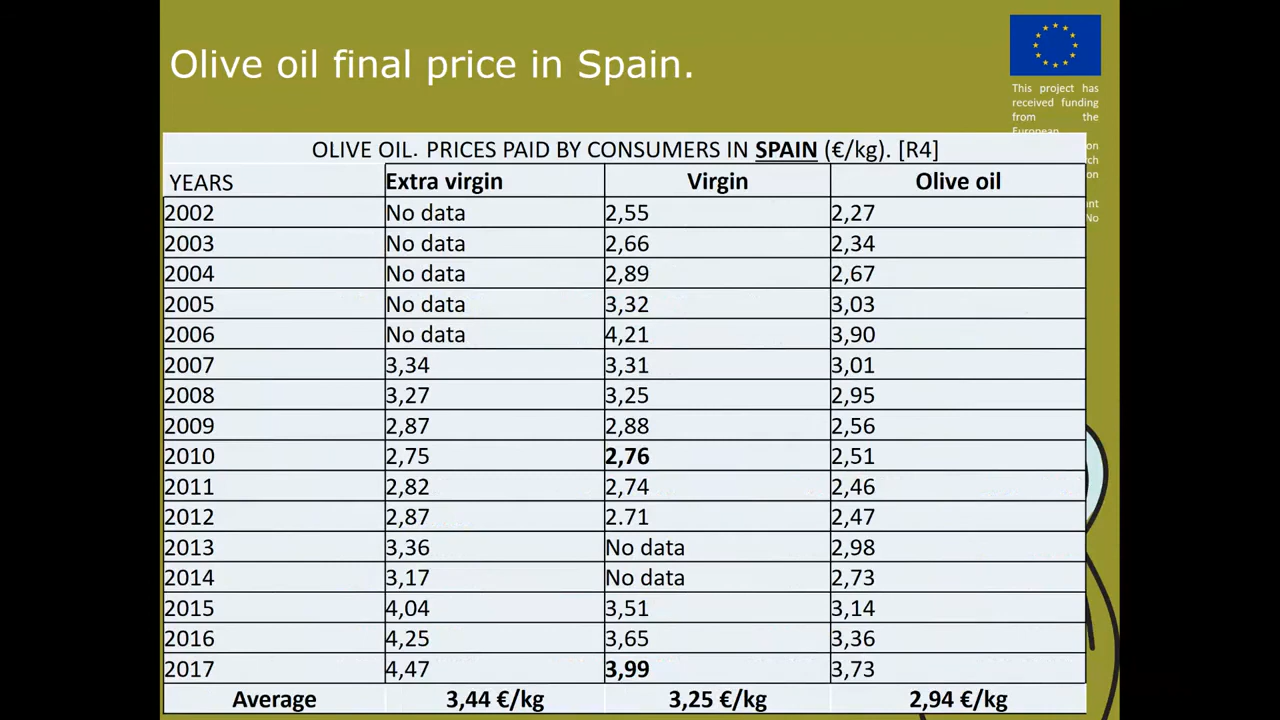 Olive oil final price in Spain.
This project has
received funding
from the
European
on
ch
on
nt
No
OLIVE OIL. PRICES PAID BY CONSUMERS IN SPAIN (€/kg). [R4]
YEARS Extra virgin Virgin Olive oil
2002 No data 2,55 2,27
2003 No data 2,66 2,34
2004 No data 2,89 2,67
2005 No data 3,32 3,03
2006 No data 4,21 3,90
2007 3,34 3,31 3,01
2008 3,27 3,25 2,95
2009 2,87 2,88 2,56
2010 2,75 2,76 2,51
2011 2,82 2,74 2,46
2012 2,87 2.71 2,47
2013 3,36 No data 2,98
2014 3,17 No data 2,73
2015 4,04 3,51 3,14
2016 4,25 3,65 3,36
2017 4,47 3,99 3,73
Average 3,44 €/kg 3,25 €/kg 2,94 €/kg